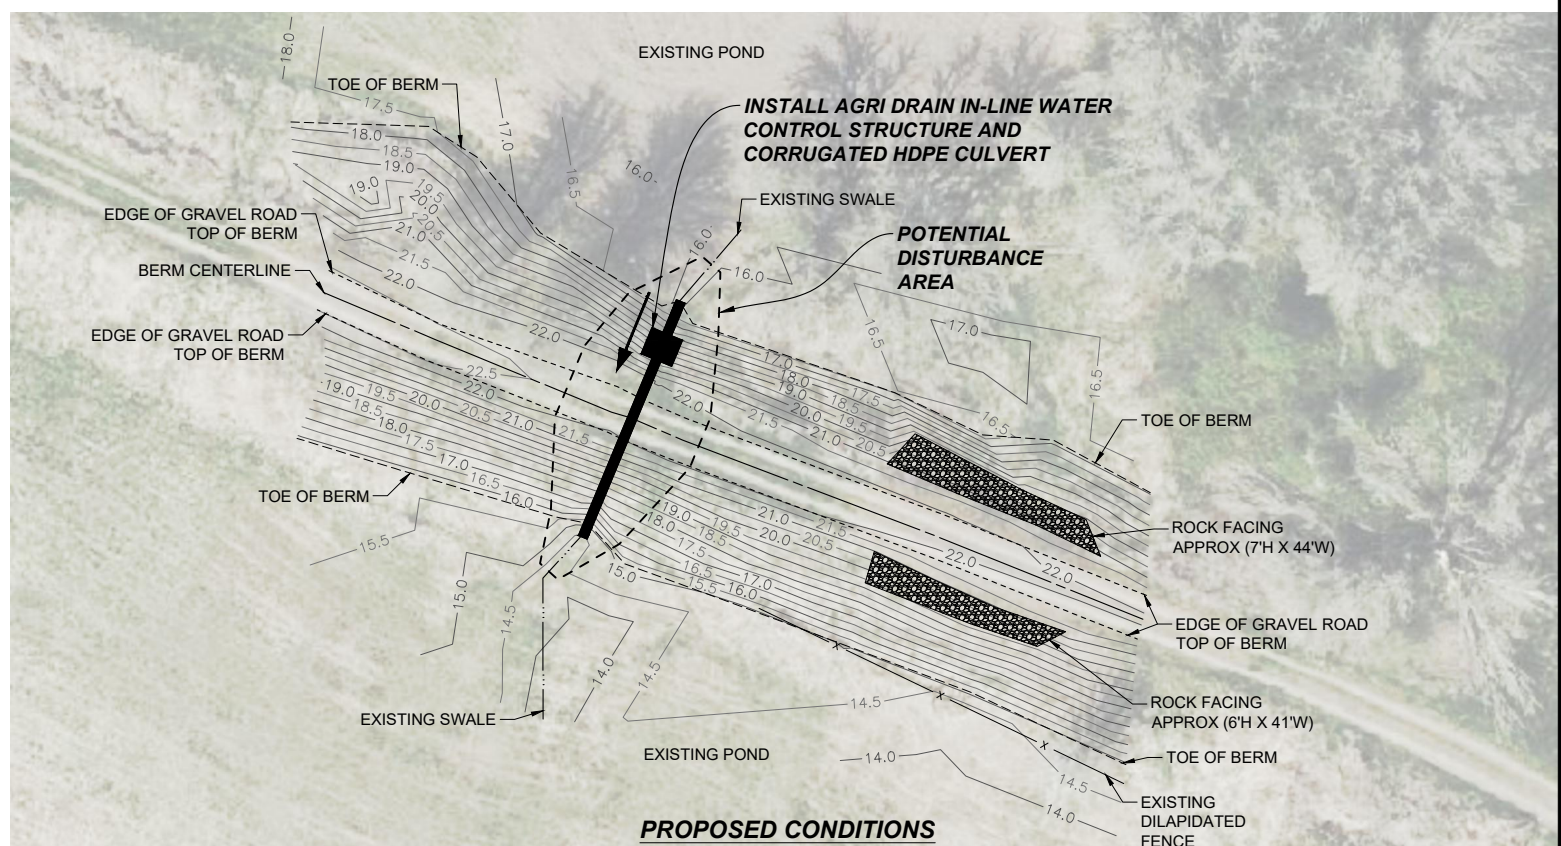 EXISTING POND
18.0
TOE OF BERM
17.5
17.0
INSTALL AGRI DRAIN IN-LINE WATER
CONTROL STRUCTURE AND
CORRUGATED HDPE CULVERT
18.0
18.5
19.0
16.5
16.0
19.0
19.5
20.0
20.5
21.0
EXISTING SWALE
EDGE OF GRAVEL ROAD
TOP OF BERM
21.5
22.0
16.0
16.0
POTENTIAL
DISTURBANCE
AREA
BERM CENTERLINE
EDGE OF GRAVEL ROAD
TOP OF BERM
22.0
16.5
17.0
22.5
22.0
17.0
18.0
17.5
16.5
19.0
19.5
20.0
20.5
21.0
21.5
22.0
21.5
19.0
18.5
20.0
19.5
21.0
20.5
16.5
18.5
18.0
17.5
17.0
16.5
16.0
TOE OF BERM
TOE OF BERM
15.5
19.0
19.5
21.0
21.5
18.0
18.5
20.0
20.5
17.5
22.0
22.0
ROCK FACING
APPROX (7'H X 44'W)
15.0
14.5
15.0
16.5
17.0
15.5
16.0
EDGE OF GRAVEL ROAD
TOP OF BERM
14.0
14.5
14.5
x
x
x
EXISTING SWALE
ROCK FACING
APPROX (6'H X 41'W)
EXISTING POND
14.0
TOE OF BERM
14.5
14.0
EXISTING
DILAPIDATED
FENCE
PROPOSED CONDITIONS